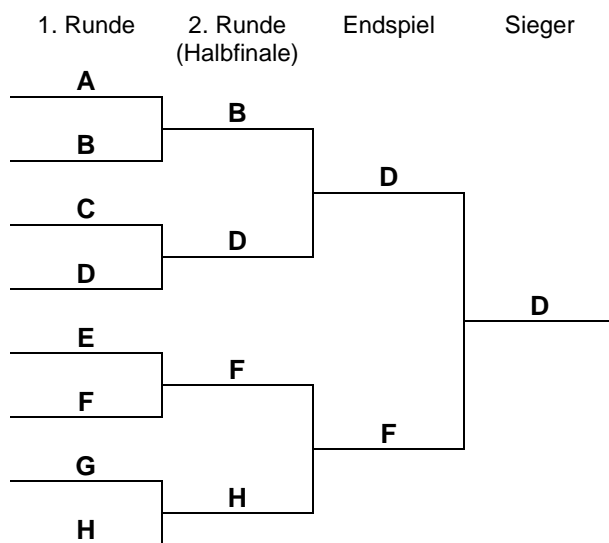 1. Runde
2. Runde
(Halbfinale)
Endspiel
Sieger
A
B
B
D
C
D
D
D
E
F
F
F
G
H
H